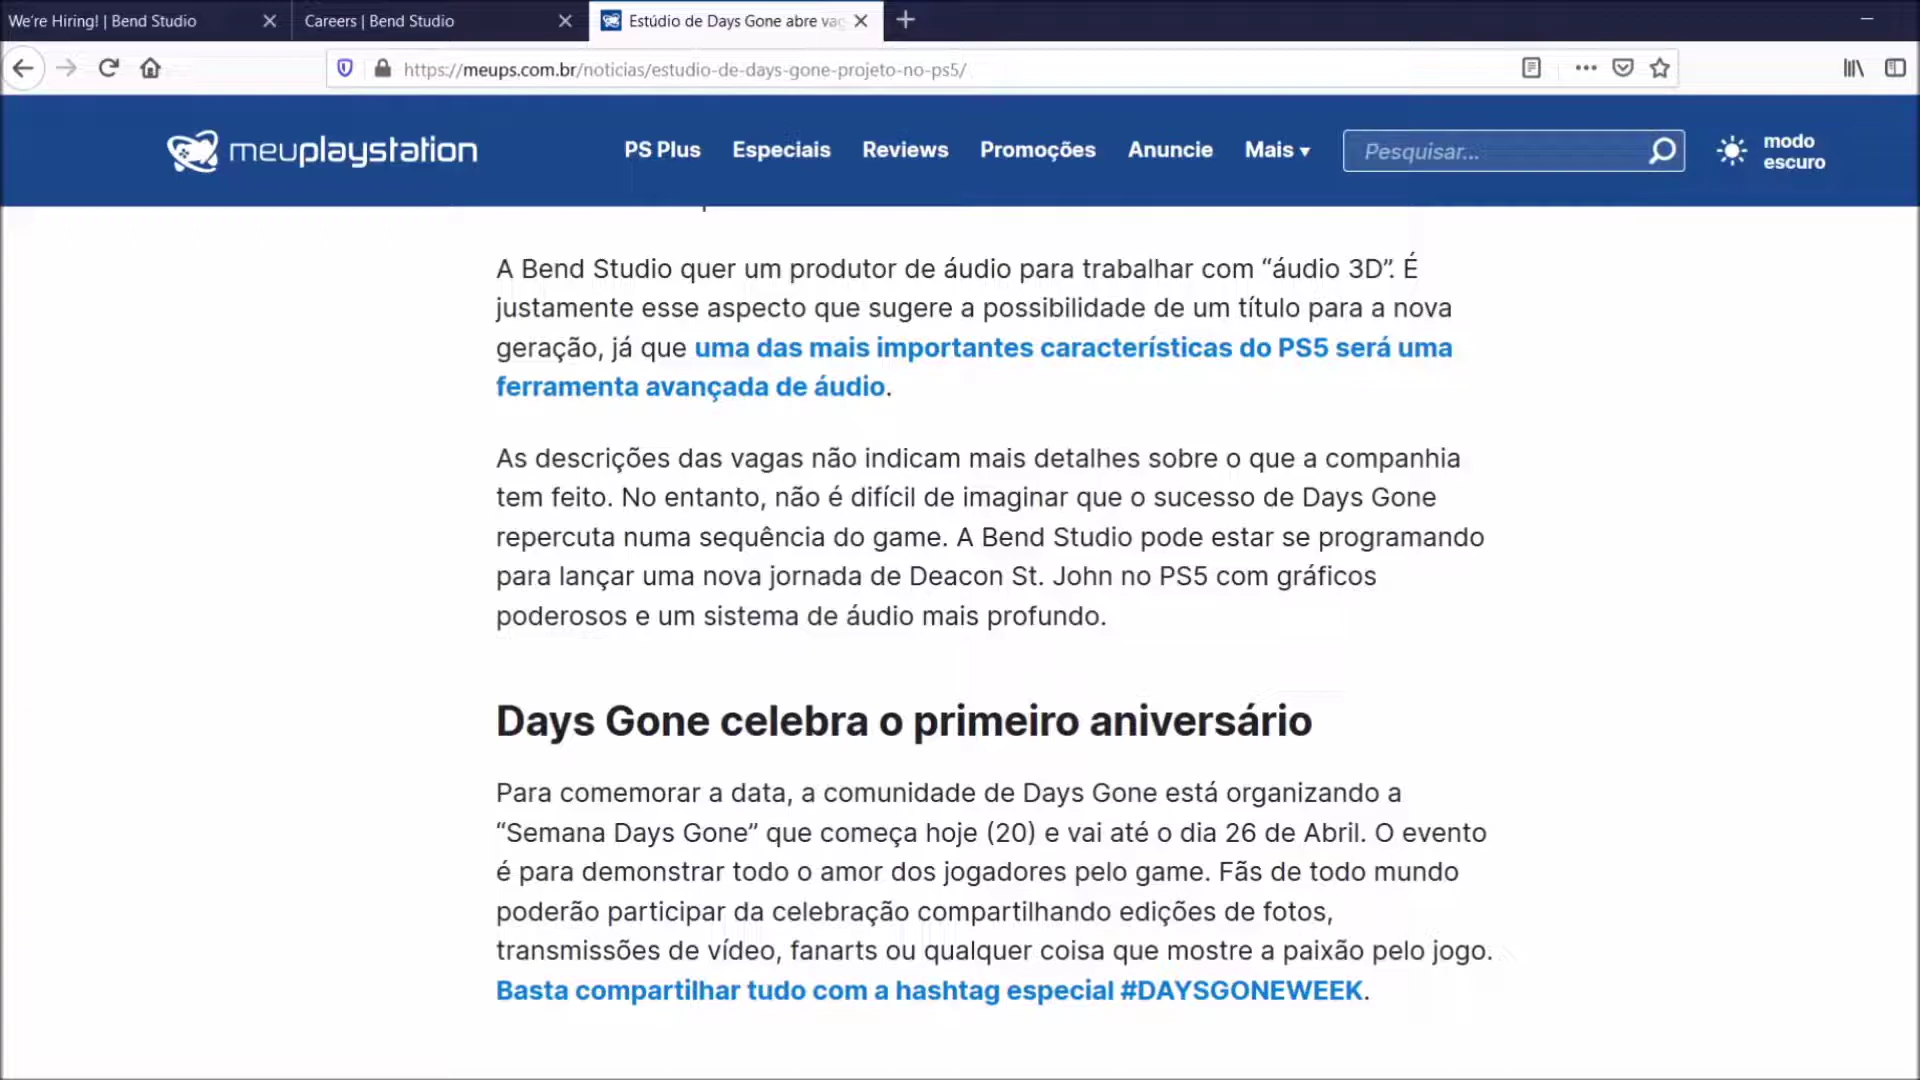 We're Hiring! | Bend Studio
Careers | Bend Studio
Estúdio de Days Gone abre vag
https://meups.com.br/noticias/estudio-de-days-gone-projeto-no-ps5/
meuplaystation
PS Plus
Especiais
Reviews
Promoções
Anuncie
Mais ▾
Pesquisar...
modo
escuro
A Bend Studio quer um produtor de áudio para trabalhar com “áudio 3D”. É
justamente esse aspecto que sugere a possibilidade de um título para a nova
geração, já que uma das mais importantes características do PS5 será uma
ferramenta avançada de áudio.
As descrições das vagas não indicam mais detalhes sobre o que a companhia
tem feito. No entanto, não é difícil de imaginar que o sucesso de Days Gone
repercuta numa sequência do game. A Bend Studio pode estar se programando
para lançar uma nova jornada de Deacon St. John no PS5 com gráficos
poderosos e um sistema de áudio mais profundo.
Days Gone celebra o primeiro aniversário
Para comemorar a data, a comunidade de Days Gone está organizando a
“Semana Days Gone” que começa hoje (20) e vai até o dia 26 de Abril. O evento
é para demonstrar todo o amor dos jogadores pelo game. Fãs de todo mundo
poderão participar da celebração compartilhando edições de fotos,
transmissões de vídeo, fanarts ou qualquer coisa que mostre a paixão pelo jogo.
Basta compartilhar tudo com a hashtag especial #DAYSGONEWEEK.